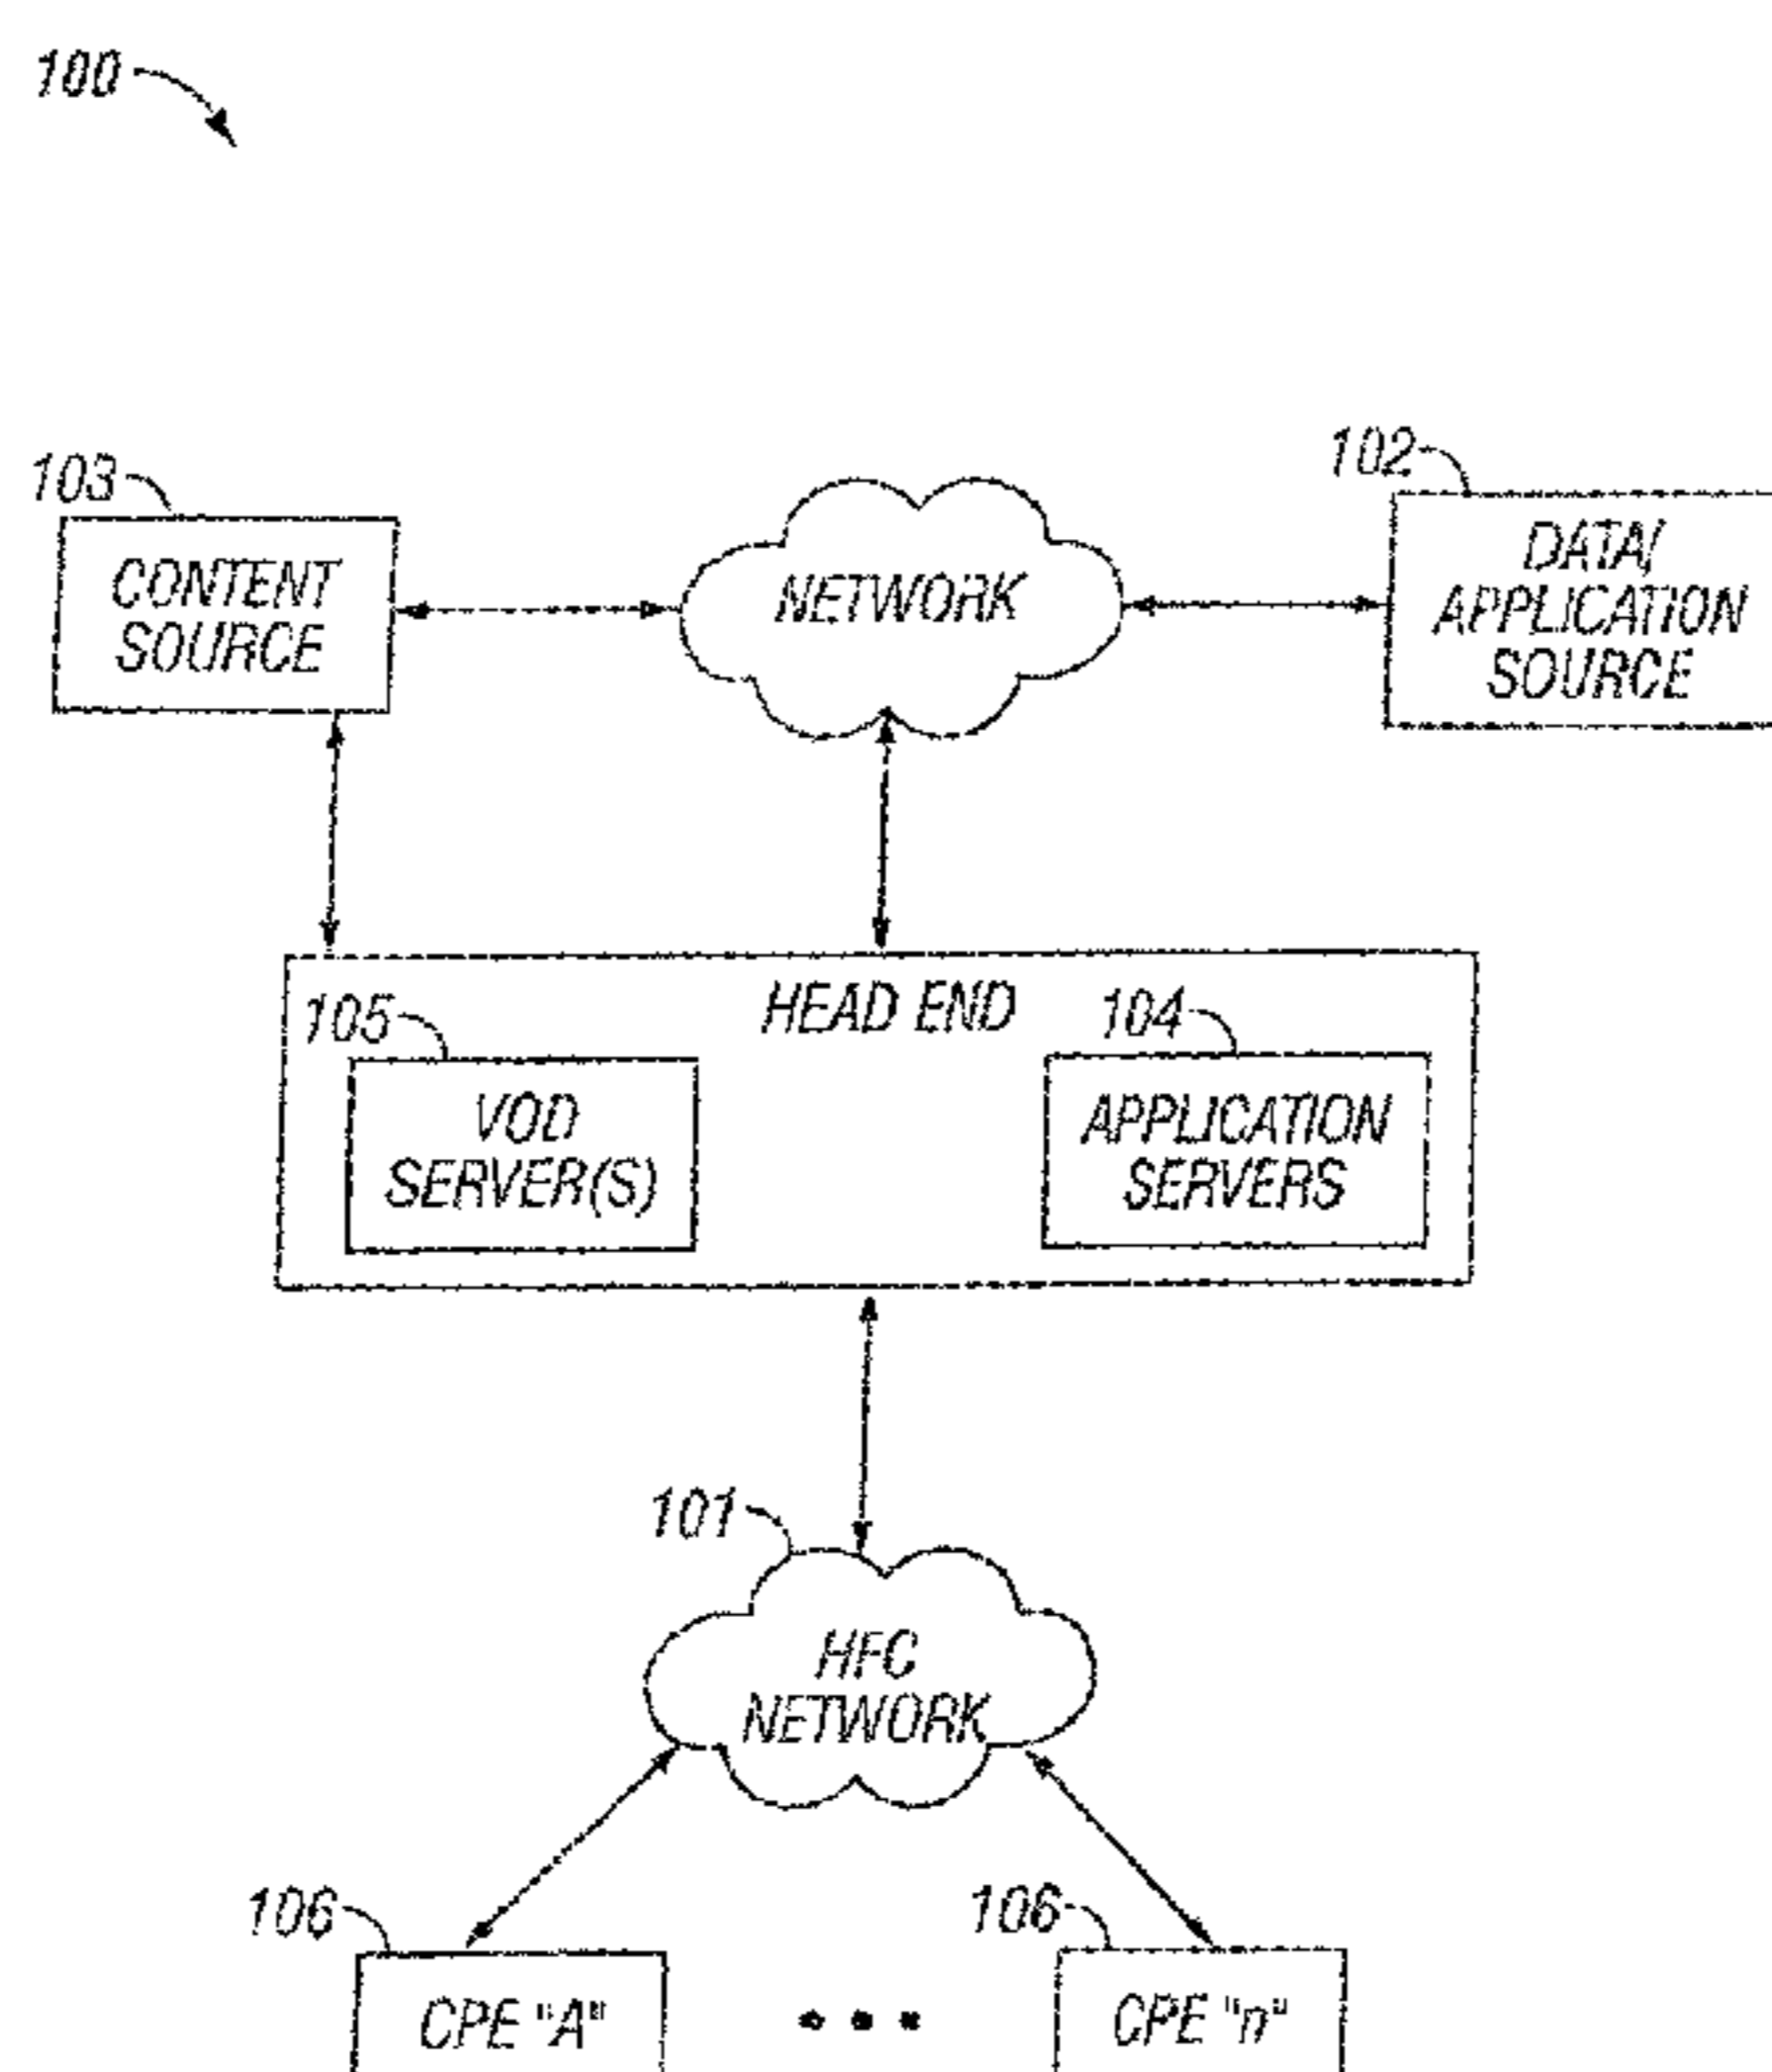 100
103
102
CONTENT
SOURCE
NETWORK
DATA/
APPLICATION
SOURCE
HEAD END
105
104
VOD
SERVER(S)
APPLICATION
SERVERS
101
HFC
NETWORK
106
106
CPE "A"
CPE "n"